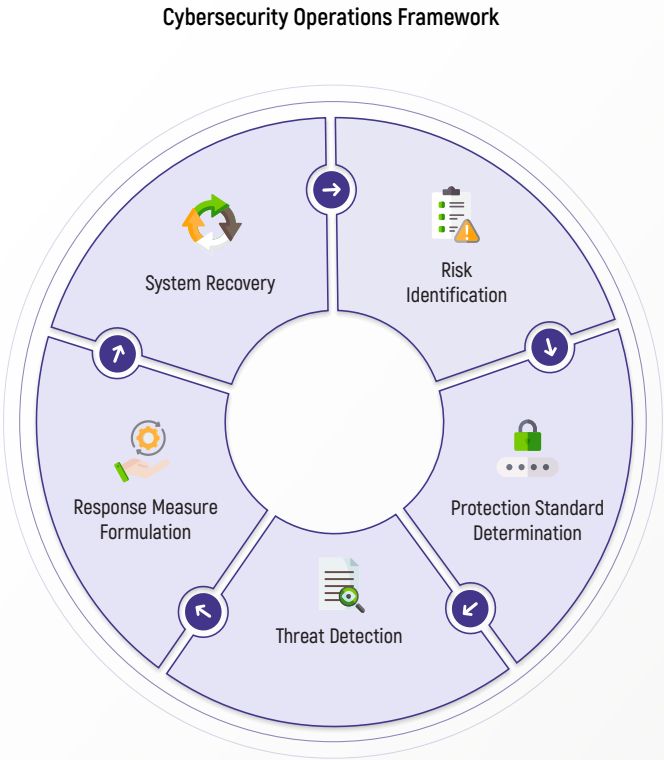 Cybersecurity Operations Framework
System Recovery
Risk
Identification
Response Measure
Formulation
Protection Standard
Determination
Threat Detection